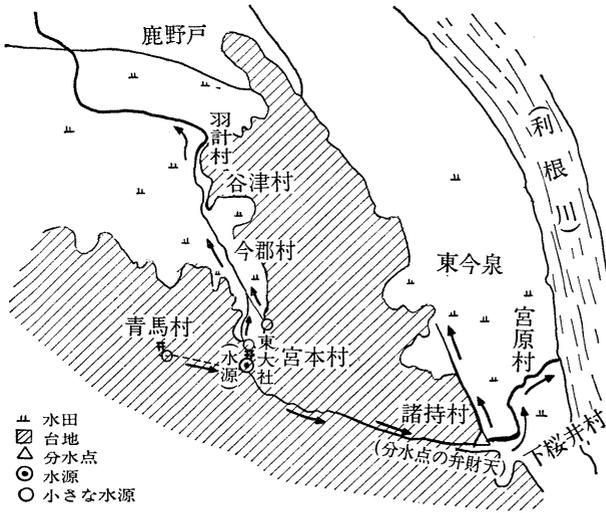 鹿野戸
羽計村
谷津村
今郡村
(利根川)
東今泉
青馬村
(水源)
東大社
宮本村
宮原村
諸持村
(分水点の弁財天)
下桜井村
水田
台地
分水点
水源
小さな水源